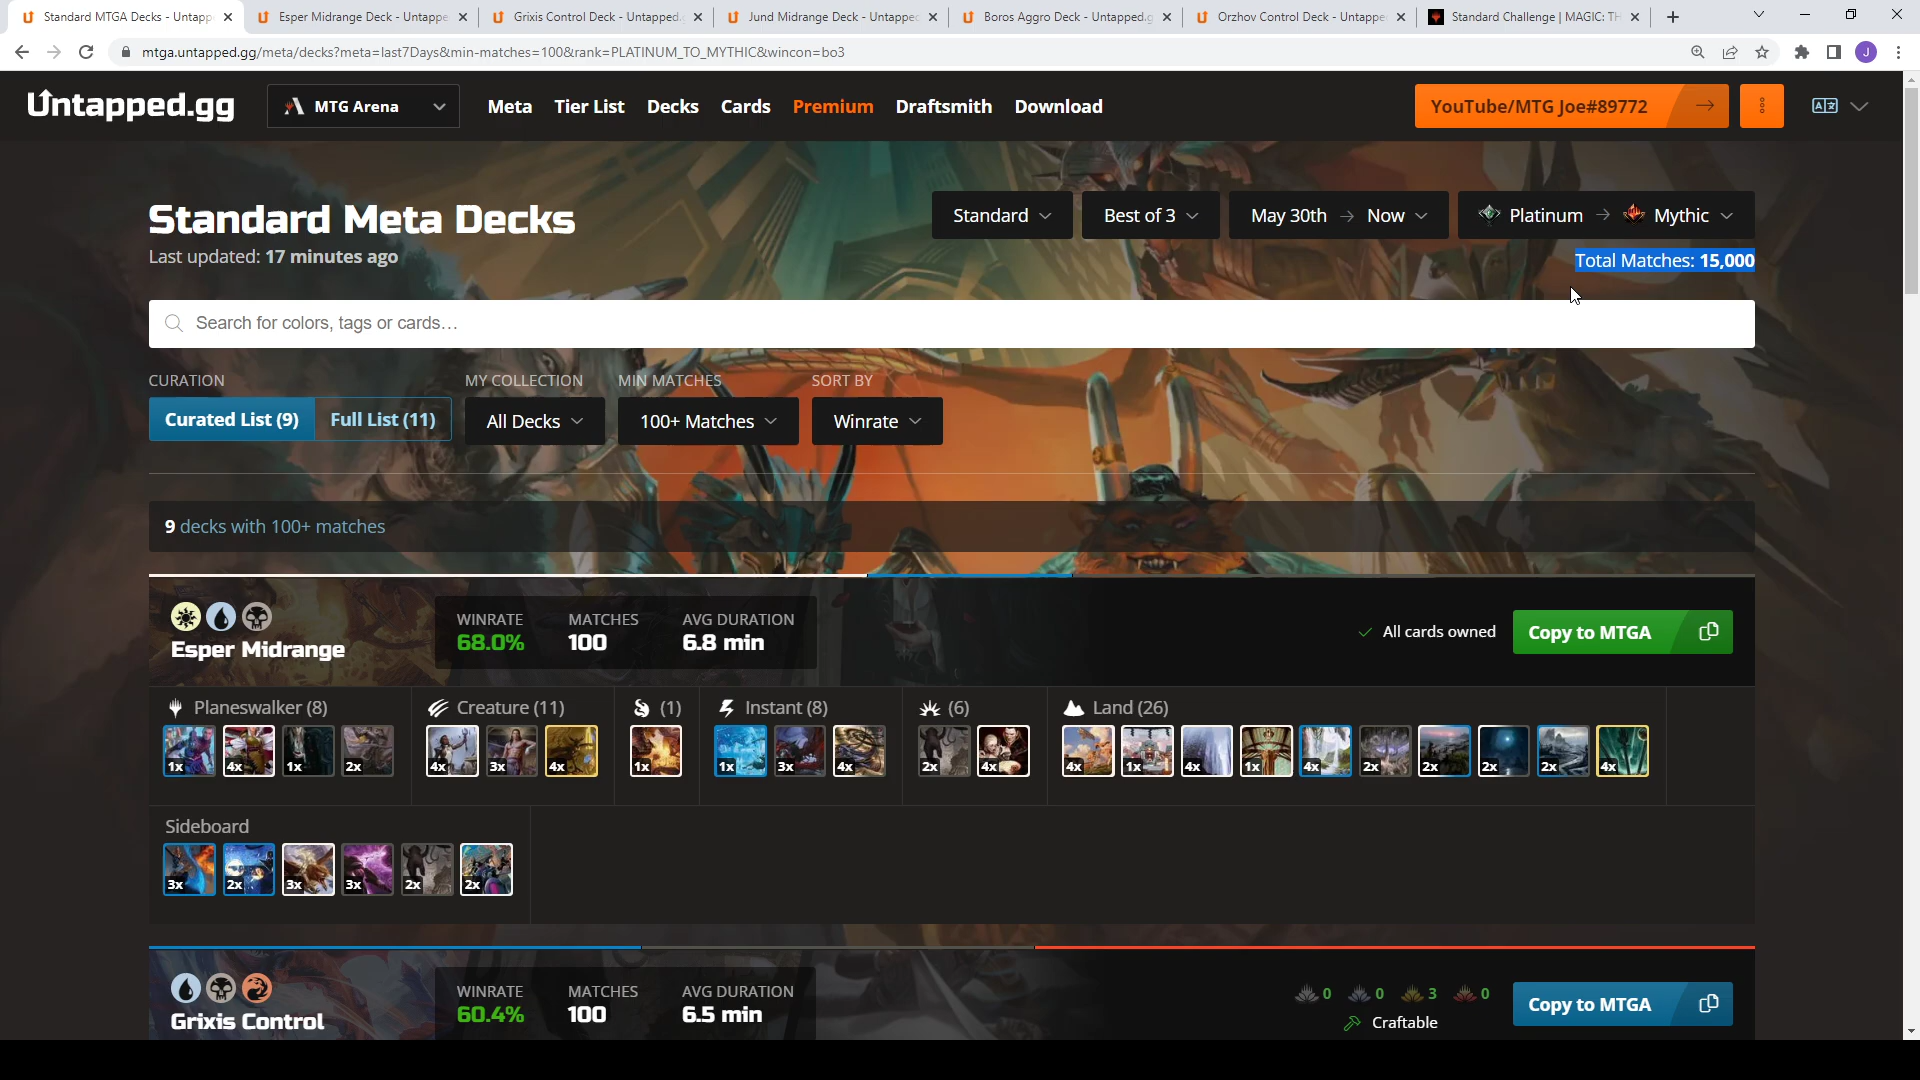 Standard MTGA Decks - Untapp
Esper Midrange Deck - Untappe
Grixis Control Deck - Untapped.g
Jund Midrange Deck - Untapped
Boros Aggro Deck - Untapped.g
Orzhov Control Deck - Untappe
Standard Challenge | MAGIC: TH
mtga.untapped.gg/meta/decks?meta=last7Days&min-matches=100&rank=PLATINUM_TO_MYTHIC&wincon=bo3
J
Untapped.gg
MTG Arena
Meta
Tier List
Decks
Cards
Premium
Draftsmith
Download
YouTube/MTG Joe#89772
Standard Meta Decks
Last updated: 17 minutes ago
Standard
Best of 3
May 30th → Now
Platinum → Mythic
Total Matches: 15,000
Search for colors, tags or cards…
CURATION
MY COLLECTION
MIN MATCHES
SORT BY
Curated List (9)
Full List (11)
All Decks
100+ Matches
Winrate
9 decks with 100+ matches
Esper Midrange
WINRATE
68.0%
MATCHES
100
AVG DURATION
6.8 min
All cards owned
Copy to MTGA
Planeswalker (8)
Creature (11)
(1)
Instant (8)
(6)
Land (26)
1x 4x 1x 2x
4x 3x 4x
1x
1x 3x 4x
2x 4x
4x 1x 4x 1x 4x 2x 2x 2x 2x 4x
Sideboard
3x 2x 3x 3x 2x 2x
Grixis Control
WINRATE
60.4%
MATCHES
100
AVG DURATION
6.5 min
0 0 3 0
Craftable
Copy to MTGA